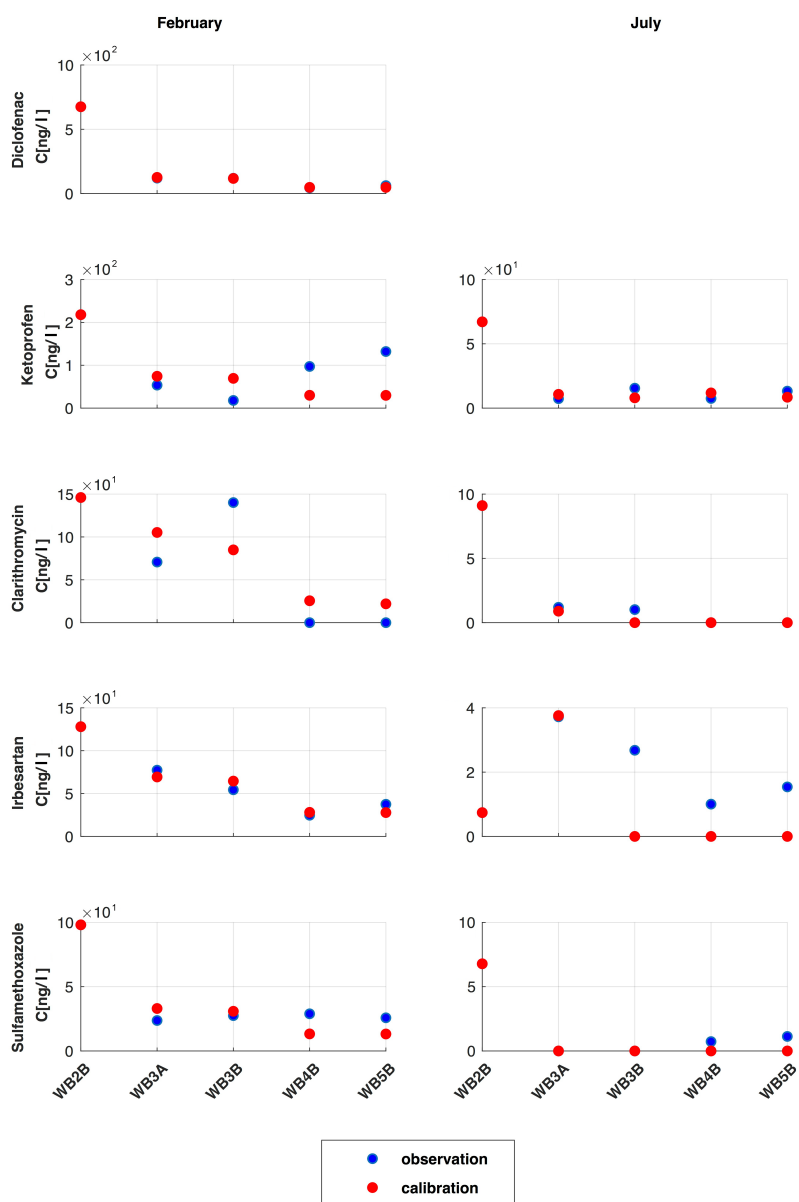 February
July
×10²
10
5
0
Diclofenac
C[ng/l]
×10²
3
2
1
0
Ketoprofen
C[ng/l]
×10¹
10
5
0
×10¹
15
10
5
0
Clarithromycin
C[ng/l]
10
5
0
×10¹
15
10
5
0
Irbesartan
C[ng/l]
4
2
0
×10¹
10
5
0
Sulfamethoxazole
C[ng/l]
10
5
0
WB2B
WB3A
WB3B
WB4B
WB5B
WB2B
WB3A
WB3B
WB4B
WB5B
observation
calibration